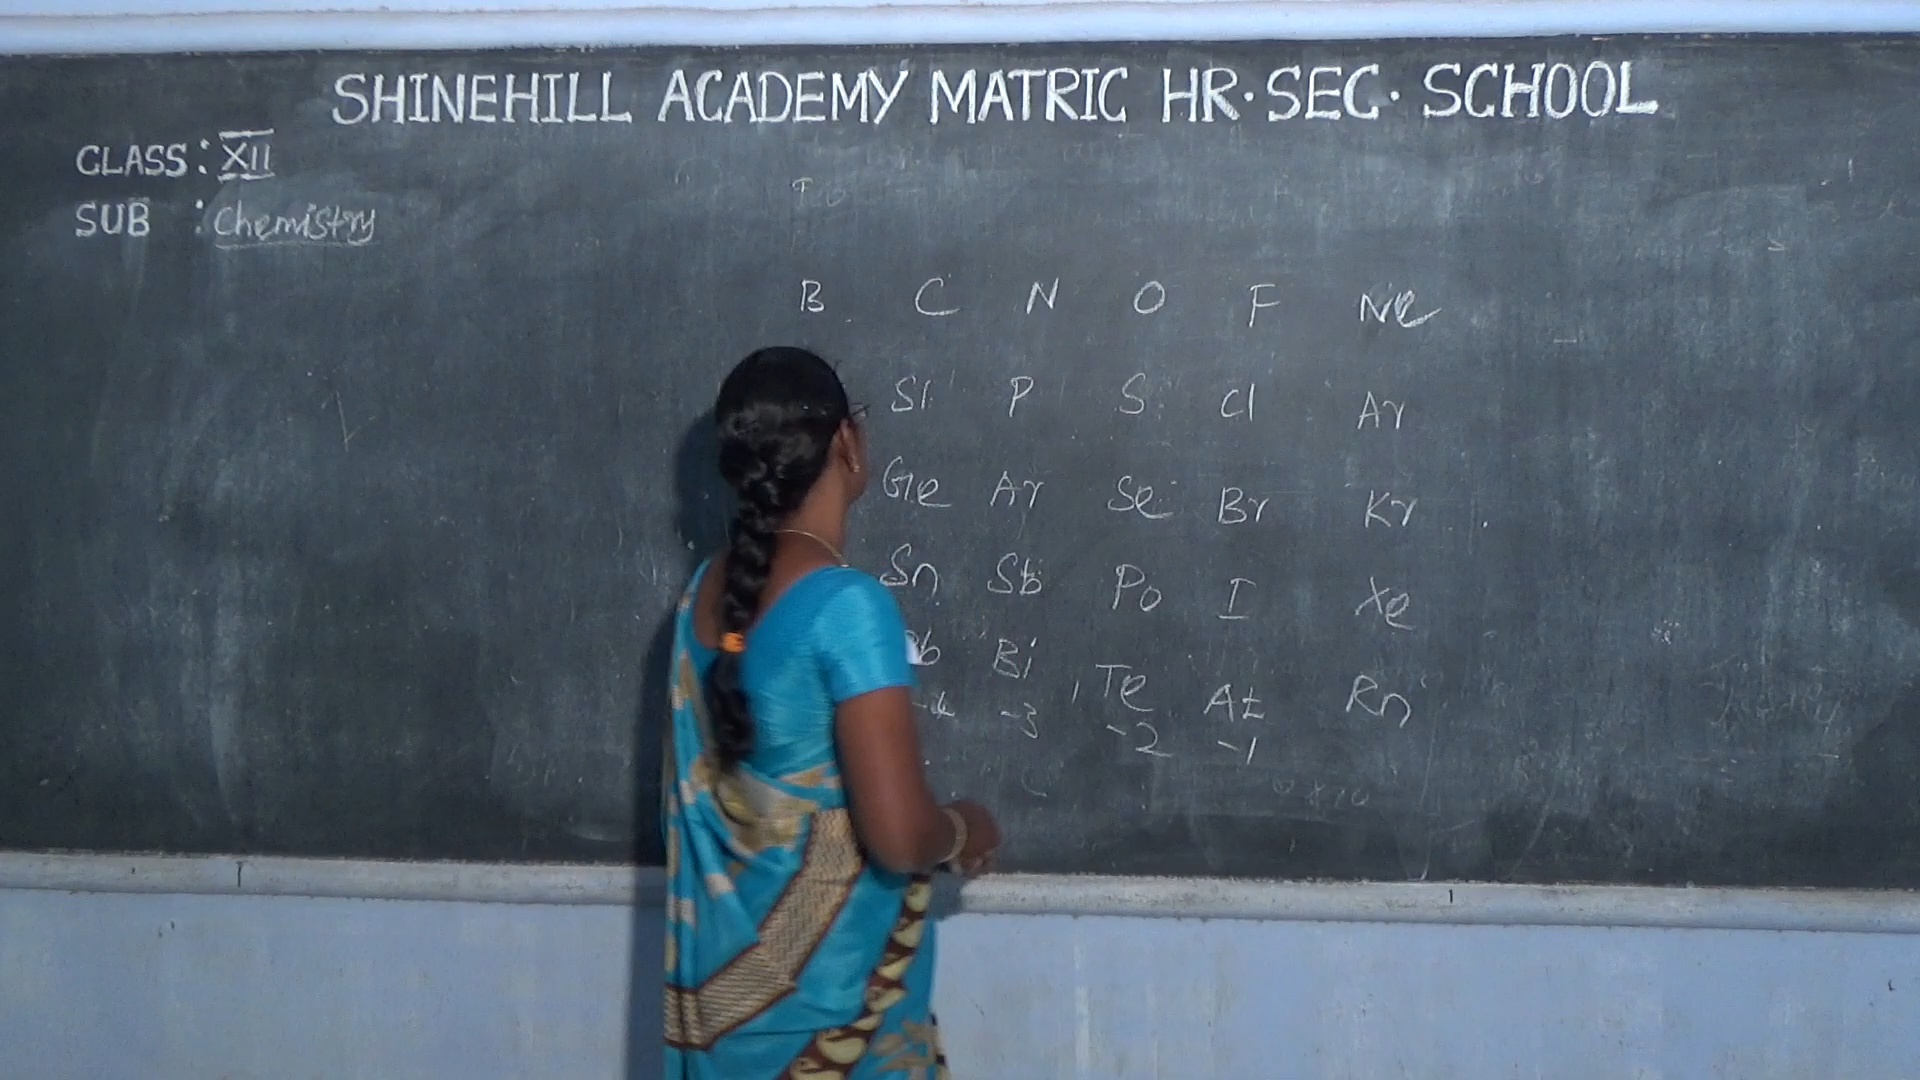 SHINEHILL ACADEMY MATRIC HR·SEC· SCHOOL
CLASS: XII
SUB : Chemistry
B C N O F Ne
Si P S Cl Ar
Ge Ar Se Br Kr
Sn Sb Po I Xe
Bi Te At Rn
-4 -3 -2 -1